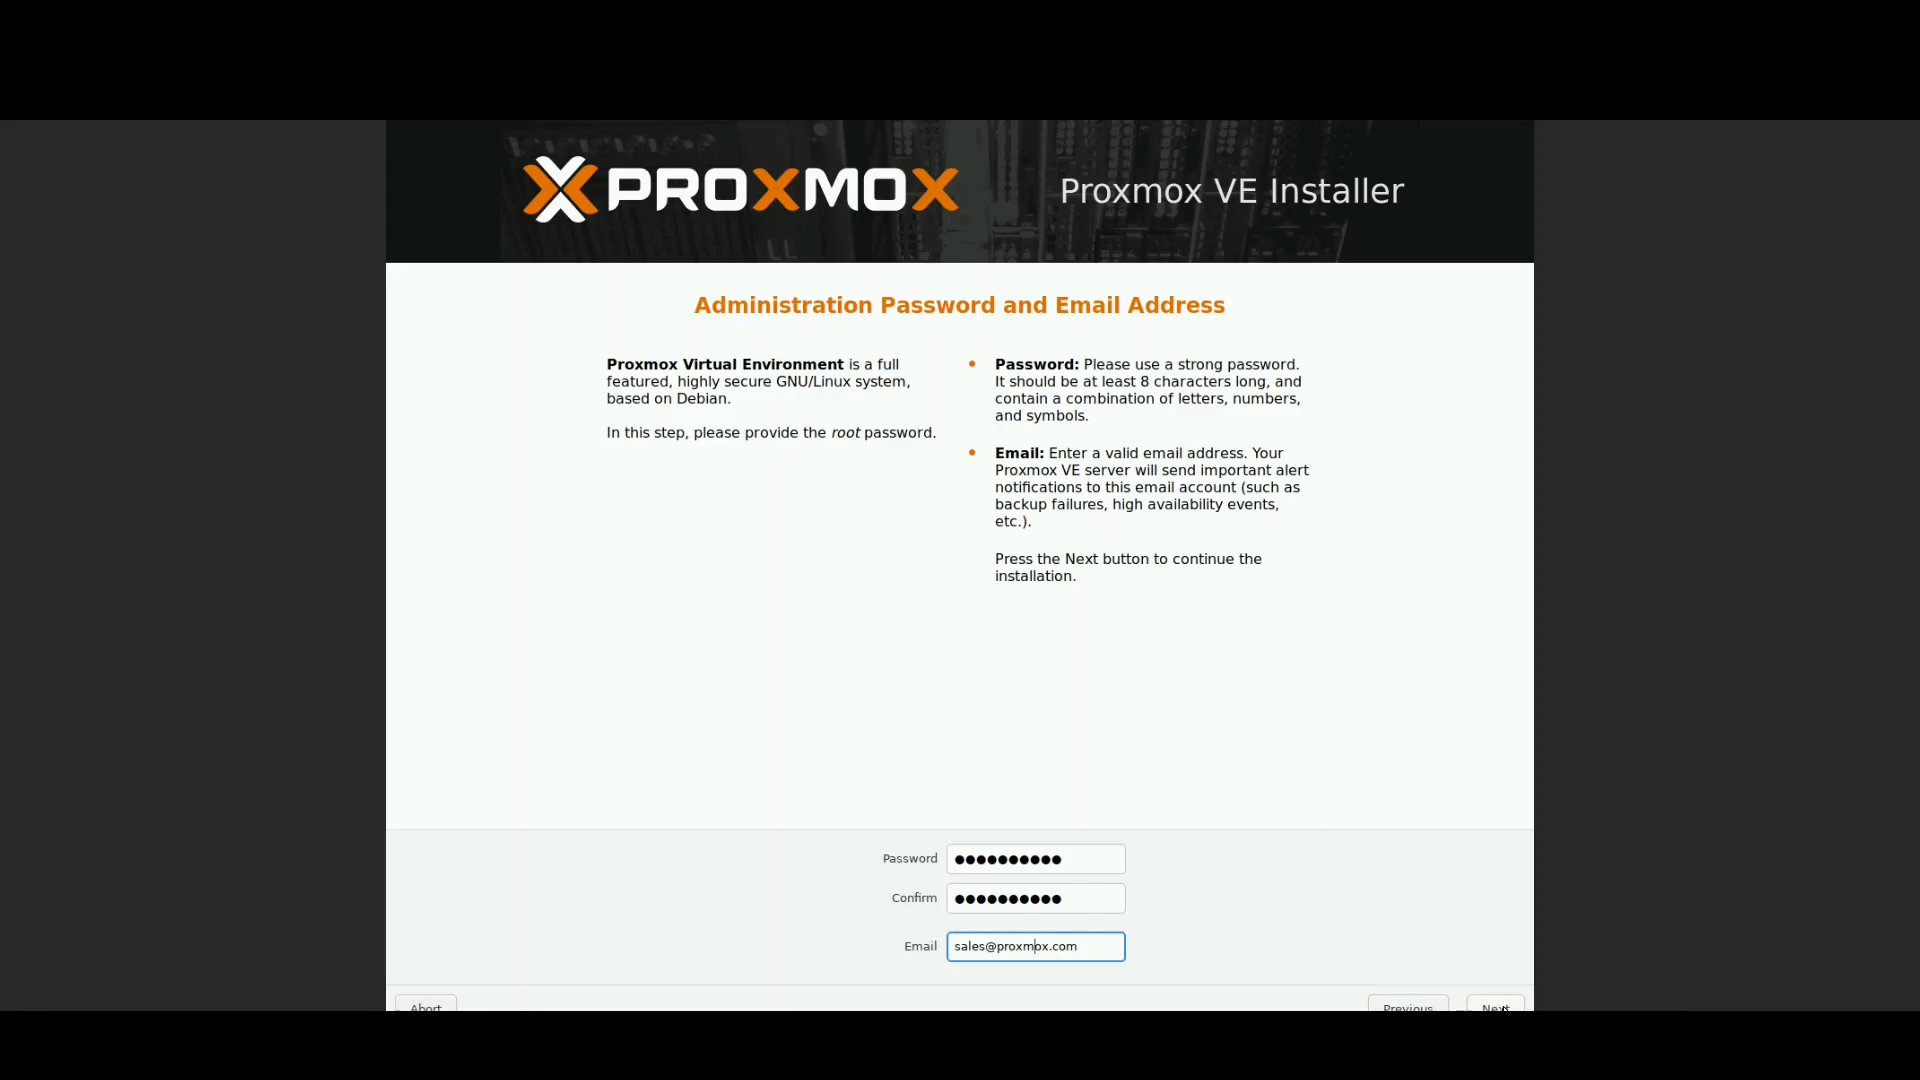 PROXMOX
Proxmox VE Installer
Administration Password and Email Address
Proxmox Virtual Environment is a full
featured, highly secure GNU/Linux system,
based on Debian.
In this step, please provide the root password.
Password: Please use a strong password.
It should be at least 8 characters long, and
contain a combination of letters, numbers,
and symbols.
Email: Enter a valid email address. Your
Proxmox VE server will send important alert
notifications to this email account (such as
backup failures, high availability events,
etc.).
Press the Next button to continue the
installation.
Password ●●●●●●●●●●
Confirm ●●●●●●●●●●
Email sales@proxmox.com
Abort
Previous
Next